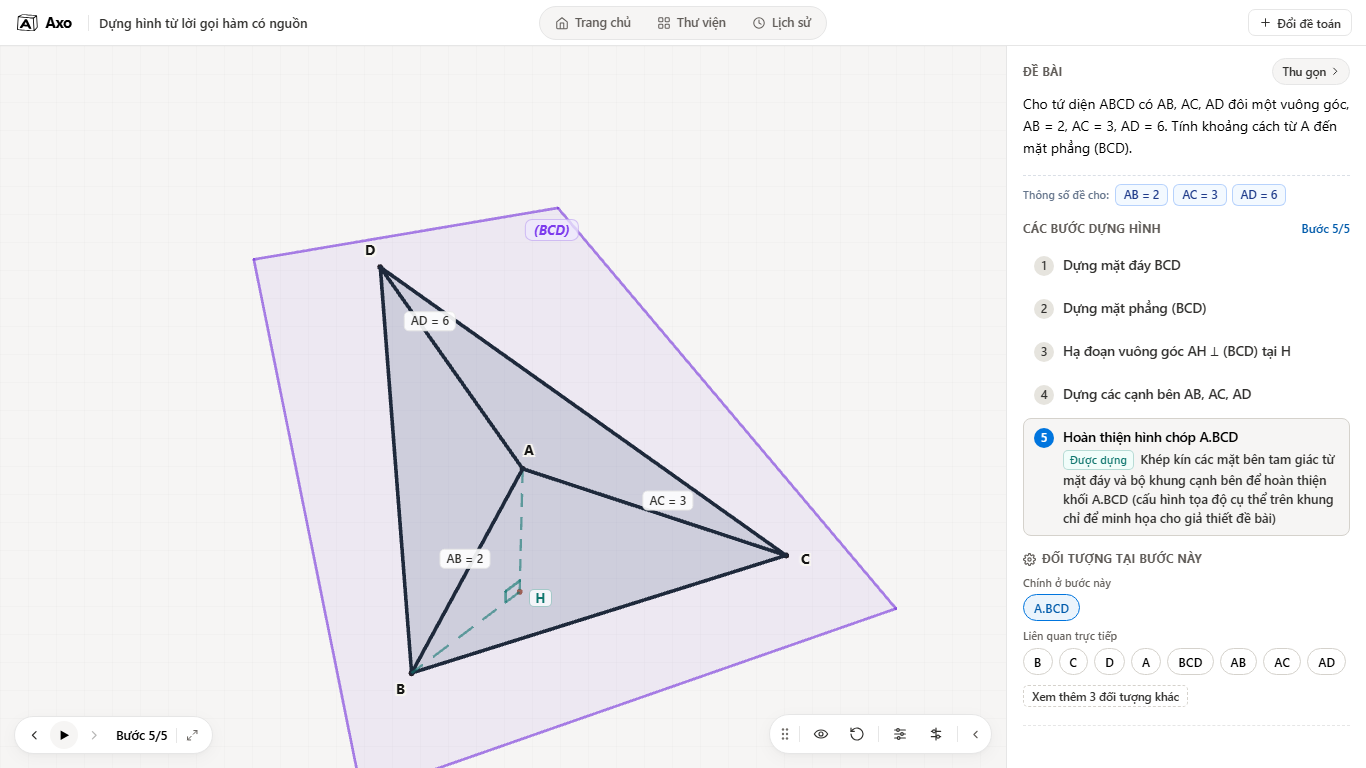 Axo
Dựng hình từ lời gọi hàm có nguồn
Trang chủ
Thư viện
Lịch sử
Đổi đề toán
(BCD)
D
AD = 6
A
AC = 3
AB = 2
C
H
B
Bước 5/5
ĐỀ BÀI
Thu gọn
Cho tứ diện ABCD có AB, AC, AD đôi một vuông góc,
AB = 2, AC = 3, AD = 6. Tính khoảng cách từ A đến
mặt phẳng (BCD).
Thông số đề cho: AB = 2 AC = 3 AD = 6
CÁC BƯỚC DỰNG HÌNH Bước 5/5
1 Dựng mặt đáy BCD
2 Dựng mặt phẳng (BCD)
3 Hạ đoạn vuông góc AH ⊥ (BCD) tại H
4 Dựng các cạnh bên AB, AC, AD
5 Hoàn thiện hình chóp A.BCD
Được dựng Khép kín các mặt bên tam giác từ
mặt đáy và bộ khung cạnh bên để hoàn thiện
khối A.BCD (cấu hình tọa độ cụ thể trên khung
chỉ để minh họa cho giả thiết đề bài)
ĐỐI TƯỢNG TẠI BƯỚC NÀY
Chính ở bước này
A.BCD
Liên quan trực tiếp
B C D A BCD AB AC AD
Xem thêm 3 đối tượng khác